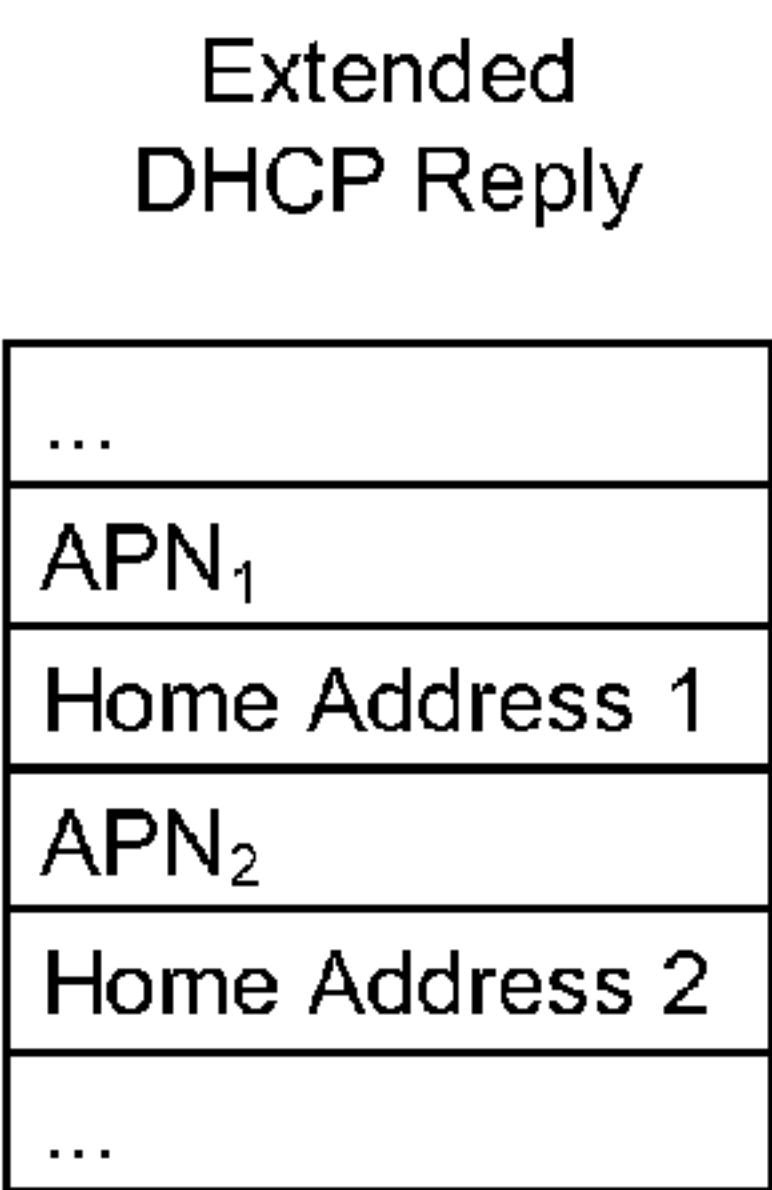 Extended
DHCP Reply
...
APN₁
Home Address 1
APN₂
Home Address 2
...